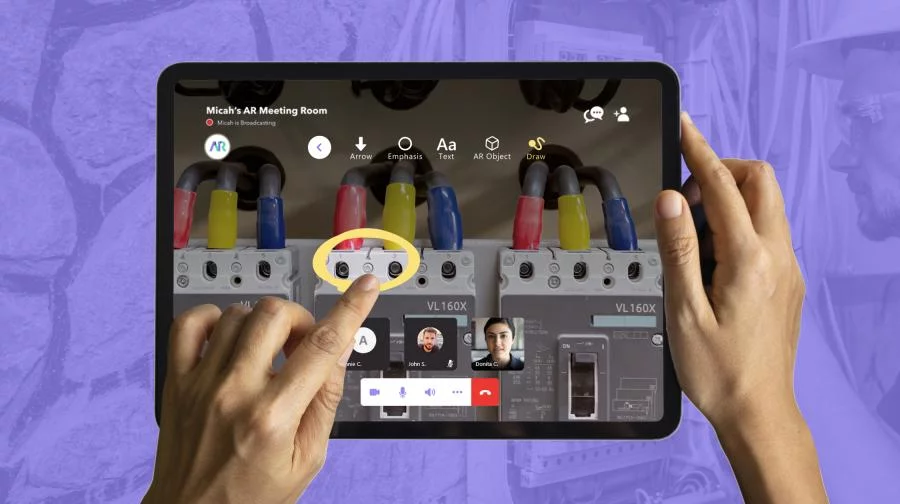 Micah's AR Meeting Room
Micah is Broadcasting
AR
Arrow
Emphasis
Aa
Text
AR Object
Draw
VL160X
VL160X
A
nie C.
John S.
Donita C.
ON